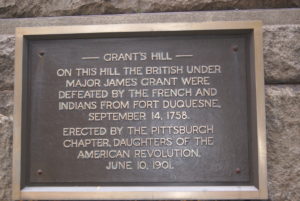 GRANT'S HILL
ON THIS HILL THE BRITISH UNDER
MAJOR JAMES GRANT WERE
DEFEATED BY THE FRENCH AND
INDIANS FROM FORT DUQUESNE,
SEPTEMBER 14, 1758.
ERECTED BY THE PITTSBURGH
CHAPTER, DAUGHTERS OF THE
AMERICAN REVOLUTION.
JUNE 10, 1901.